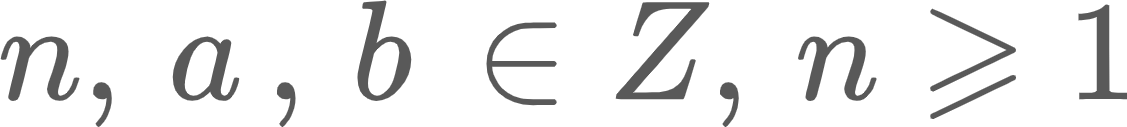 n, a , b ∈ Z, n ⩾ 1